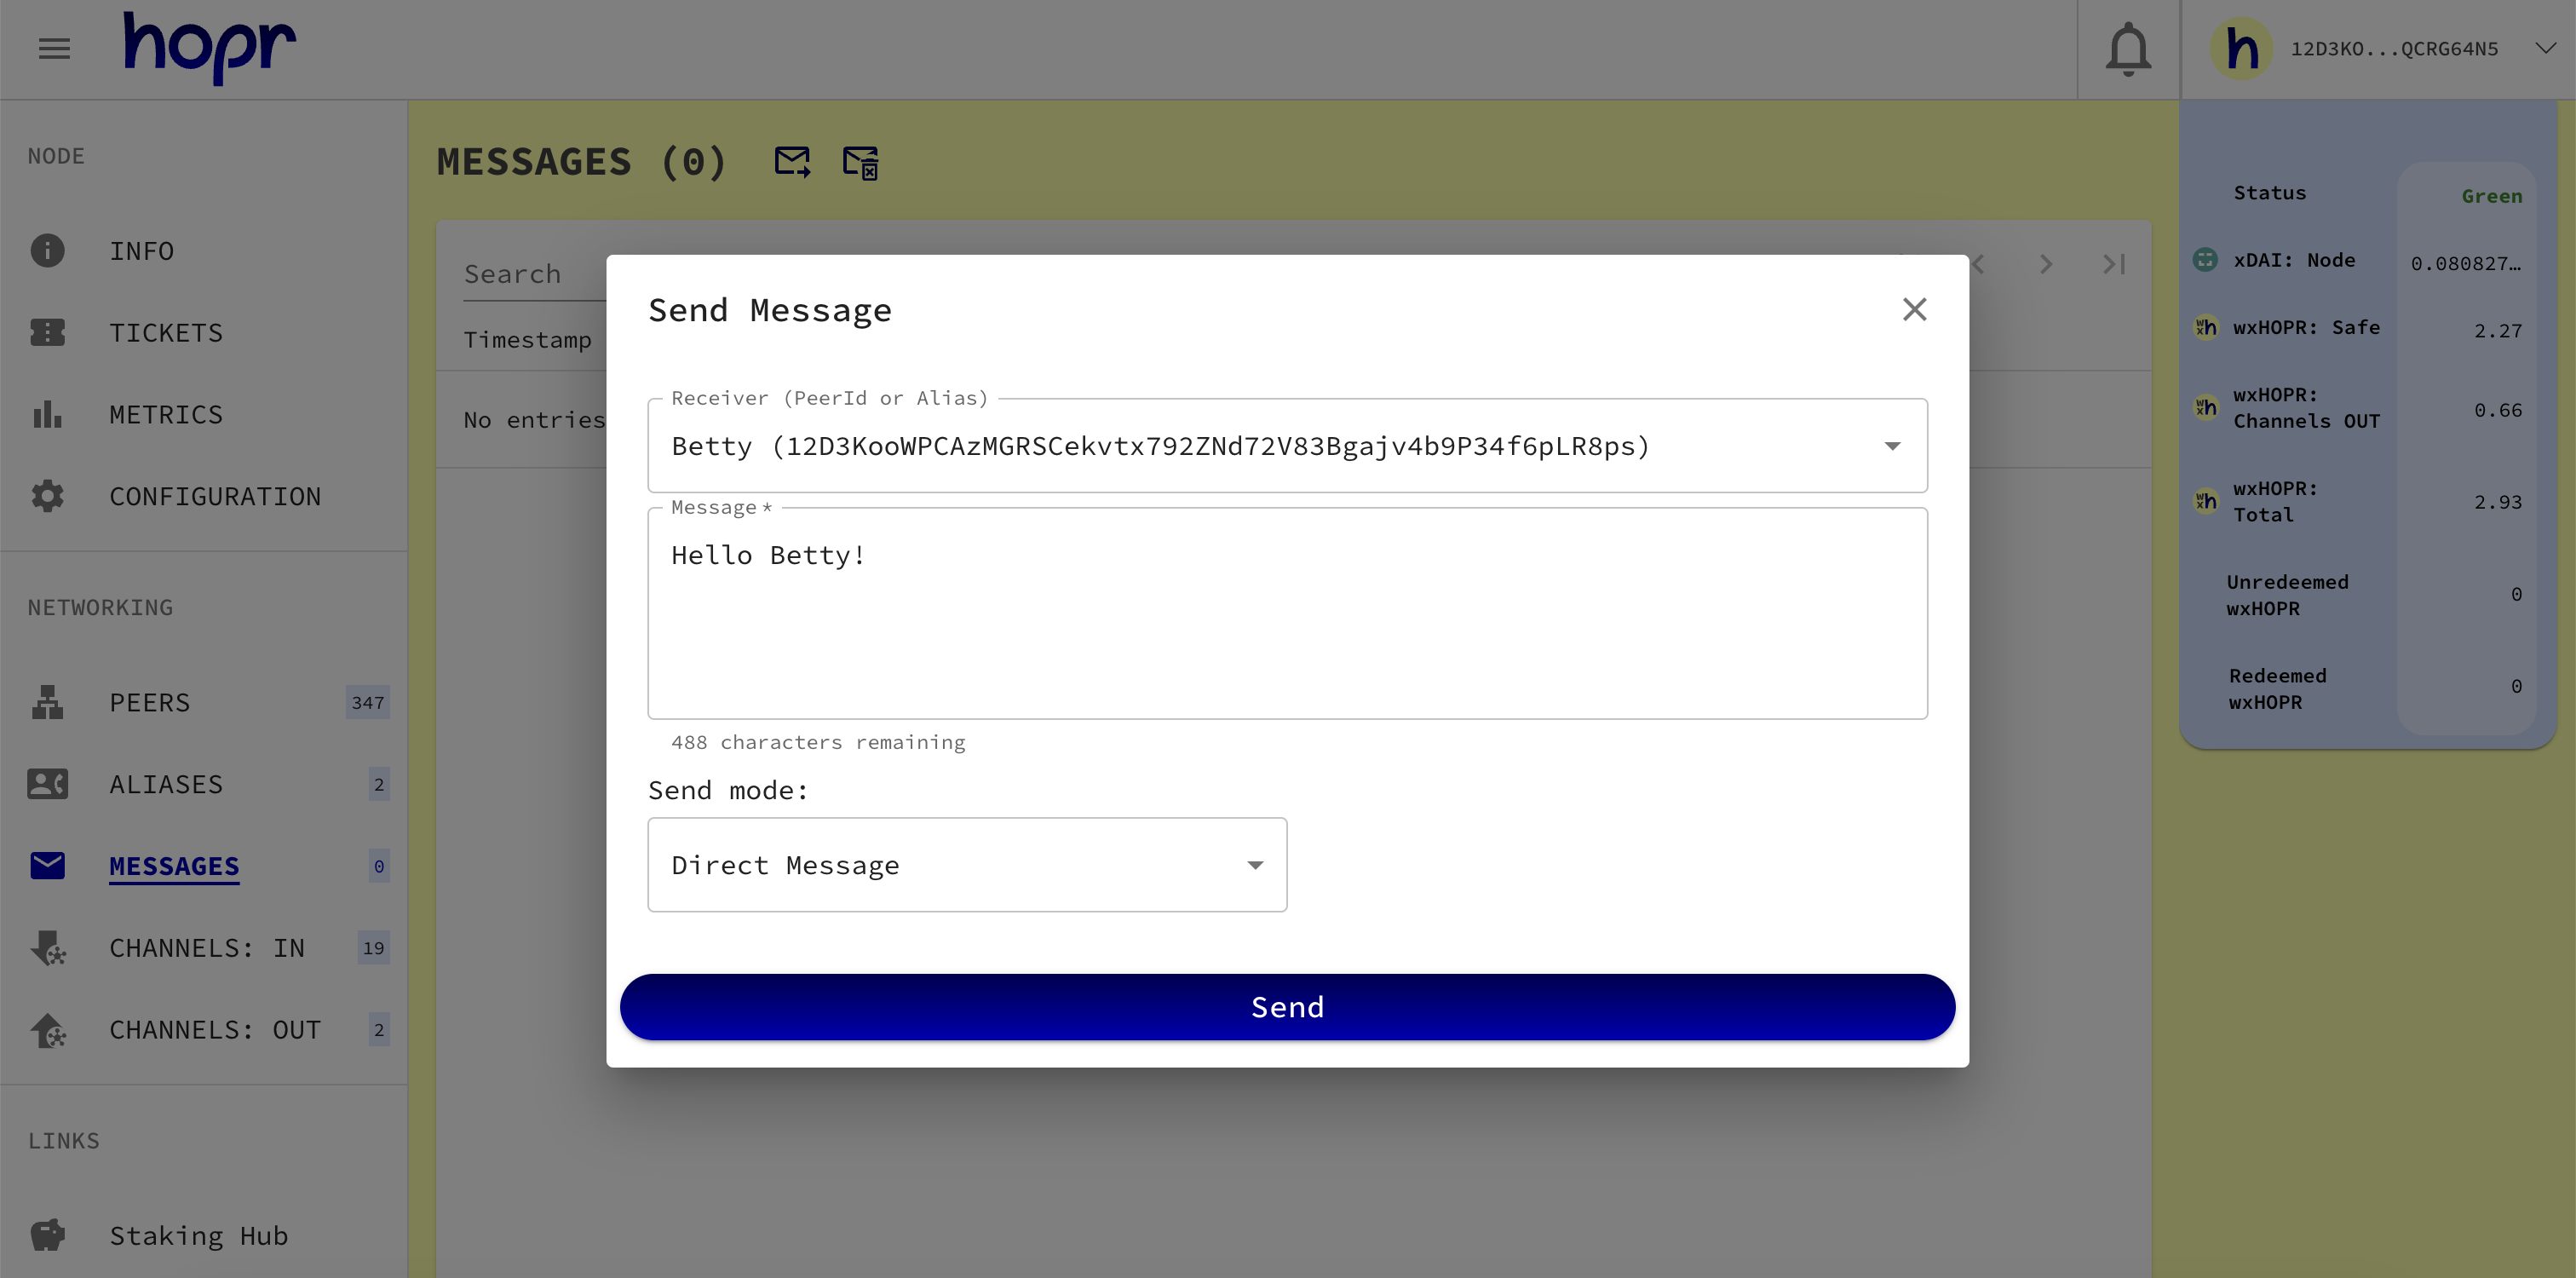 hopr
12D3KO...QCRG64N5
NODE
INFO
TICKETS
METRICS
CONFIGURATION
NETWORKING
PEERS 347
ALIASES 2
MESSAGES 0
CHANNELS: IN 19
CHANNELS: OUT 2
LINKS
Staking Hub
MESSAGES (0)
Search
Timestamp
No entries
Send Message
Receiver (PeerId or Alias)
Betty (12D3KooWPCAzMGRSCekvtx792ZNd72V83Bgajv4b9P34f6pLR8ps)
Message *
Hello Betty!
488 characters remaining
Send mode:
Direct Message
Send
Status Green
xDAI: Node 0.080827…
wxHOPR: Safe 2.27
wxHOPR:
Channels OUT 0.66
wxHOPR:
Total 2.93
Unredeemed
wxHOPR 0
Redeemed
wxHOPR 0